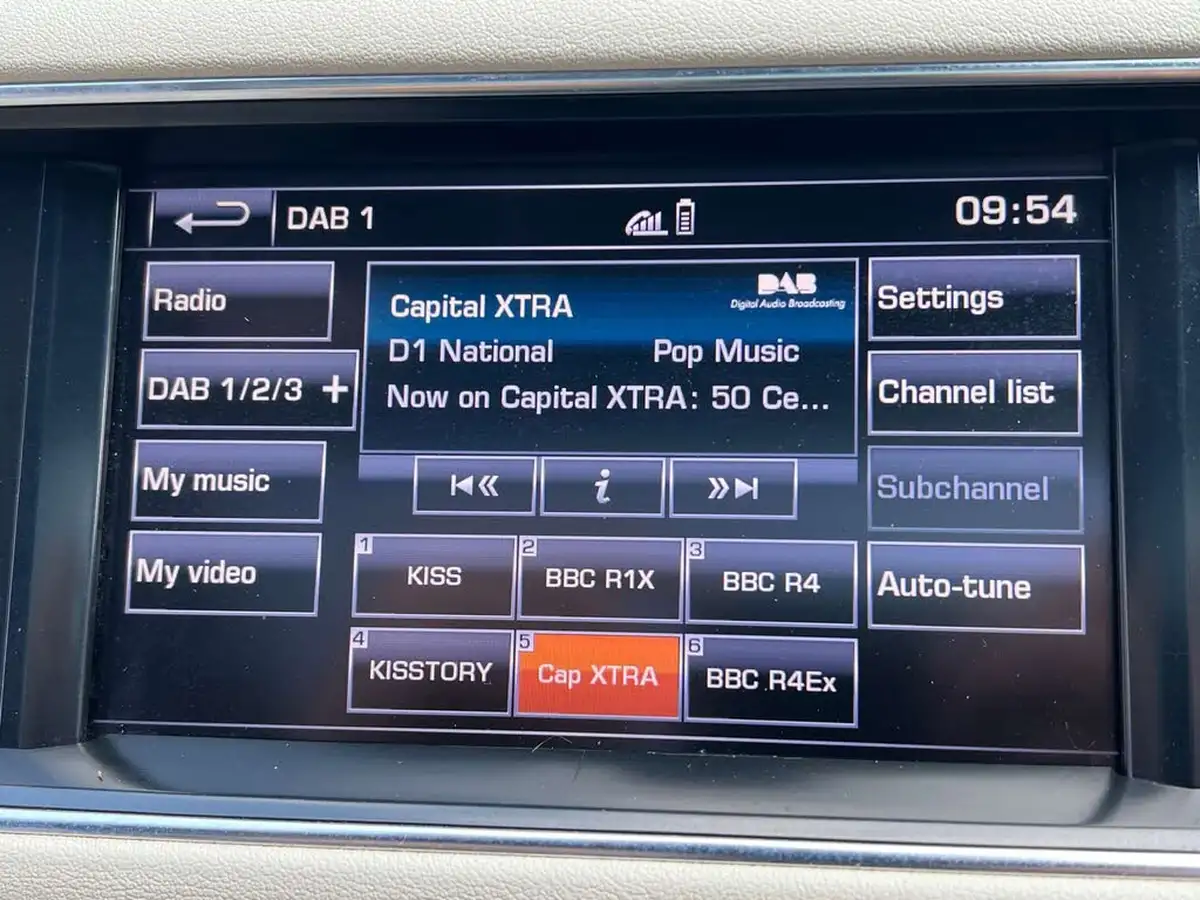 DAB 1
09:54
Radio
DAB 1/2/3 +
My music
My video
Capital XTRA
DAB
Digital Audio Broadcasting
D1 National Pop Music
Now on Capital XTRA: 50 Ce...
i
1 KISS
2 BBC R1X
3 BBC R4
4 KISSTORY
5 Cap XTRA
6 BBC R4Ex
Settings
Channel list
Subchannel
Auto-tune